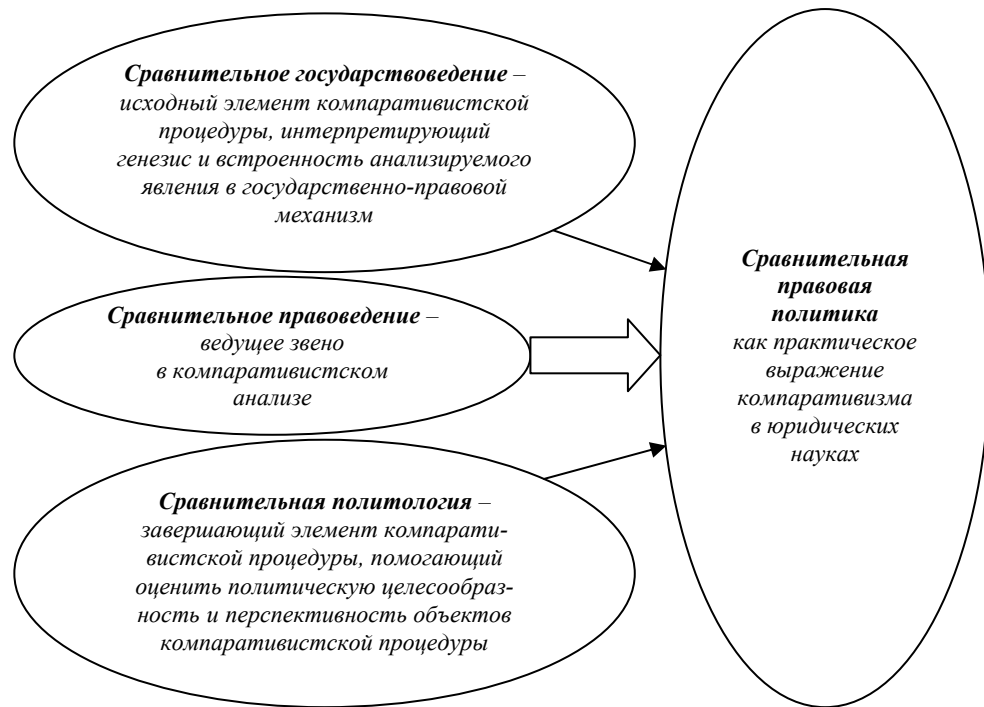 Сравнительное государствоведение –
исходный элемент компаративистской
процедуры, интерпретирующий
генезис и встроенность анализируемого
явления в государственно-правовой
механизм
Сравнительное правоведение –
ведущее звено
в компаративистском
анализе
Сравнительная политология –
завершающий элемент компарати-
вистской процедуры, помогающий
оценить политическую целесообраз-
ность и перспективность объектов
компаративистской процедуры
Сравнительная
правовая
политика
как практическое
выражение
компаративизма
в юридических
науках